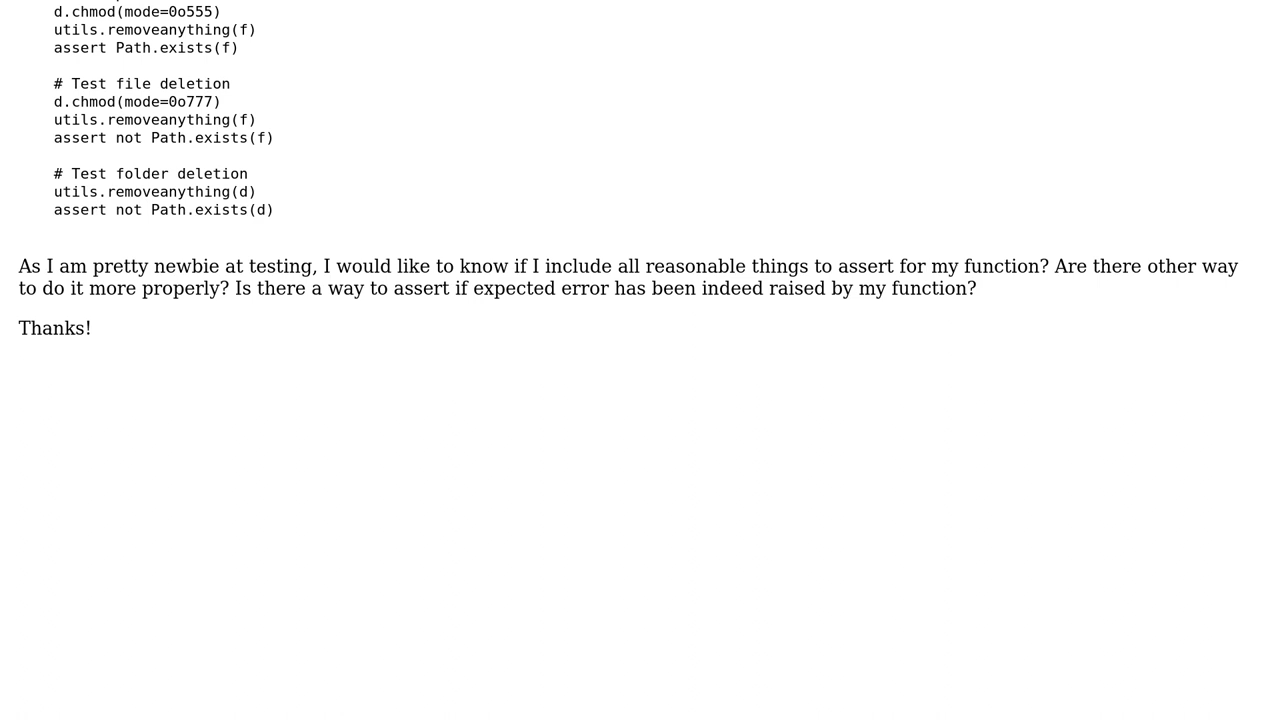 d.chmod(mode=0o555)
utils.removeanything(f)
assert Path.exists(f)
# Test file deletion
d.chmod(mode=0o777)
utils.removeanything(f)
assert not Path.exists(f)
# Test folder deletion
utils.removeanything(d)
assert not Path.exists(d)
As I am pretty newbie at testing, I would like to know if I include all reasonable things to assert for my function? Are there other way
to do it more properly? Is there a way to assert if expected error has been indeed raised by my function?
Thanks!